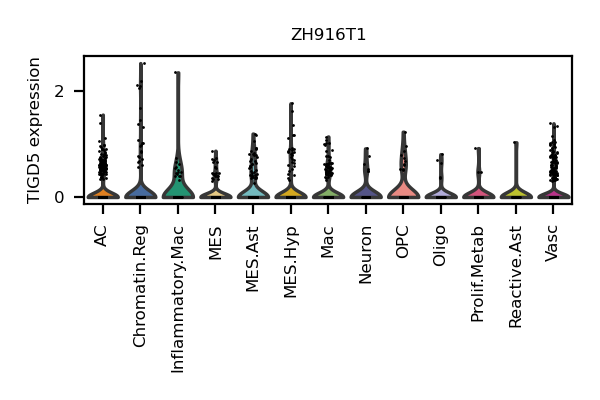 ZH916T1
TIGD5 expression
2
0
AC
Chromatin.Reg
Inflammatory.Mac
MES
MES.Ast
MES.Hyp
Mac
Neuron
OPC
Oligo
Prolif.Metab
Reactive.Ast
Vasc